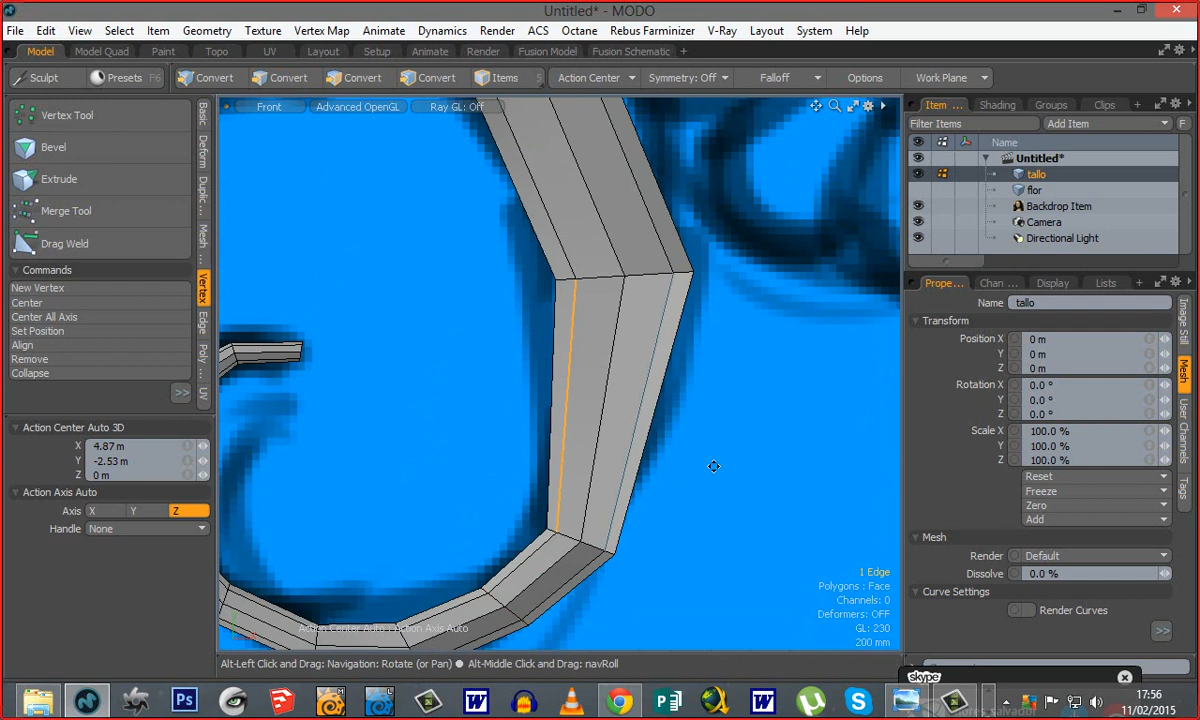 Untitled* - MODO
File Edit View Select Item Geometry Texture Vertex Map Animate Dynamics Render ACS Octane Rebus Farminizer V-Ray Layout System Help
Model Model Quad Paint Topo UV Layout Setup Animate Render Fusion Model Fusion Schematic +
Sculpt Presets F6 Convert Convert Convert Convert Items 5 Action Center Symmetry: Off Falloff Options Work Plane
Front Advanced OpenGL Ray GL: Off
Vertex Tool
Bevel
Extrude
Merge Tool
Drag Weld
Commands
New Vertex
Center
Center All Axis
Set Position
Align
Remove
Collapse
>>
Basic
Deform
Duplic...
Mesh ...
Vertex
Edge
Poly ...
UV
Action Center Auto 3D
X 4.87 m
Y -2.53 m
Z 0 m
Action Axis Auto
Axis X Y Z
Handle None
Action Center Auto : Action Axis Auto
1 Edge
Polygons : Face
Channels: 0
Deformers: OFF
GL: 230
200 mm
Alt-Left Click and Drag: Navigation: Rotate (or Pan) ● Alt-Middle Click and Drag: navRoll
Item ... Shading Groups Clips +
Filter Items Add Item F
Name
Untitled*
tallo
flor
Backdrop Item
Camera
Directional Light
Prope... Chan ... Display Lists +
Name tallo
Transform
Position X 0 m
Y 0 m
Z 0 m
Rotation X 0.0 °
Y 0.0 °
Z 0.0 °
Scale X 100.0 %
Y 100.0 %
Z 100.0 %
Reset
Freeze
Zero
Add
Mesh
Render Default
Dissolve 0.0 %
Curve Settings
Render Curves
>>
Image Still
Mesh
User Channels
Tags
skype
17:56
11/02/2015